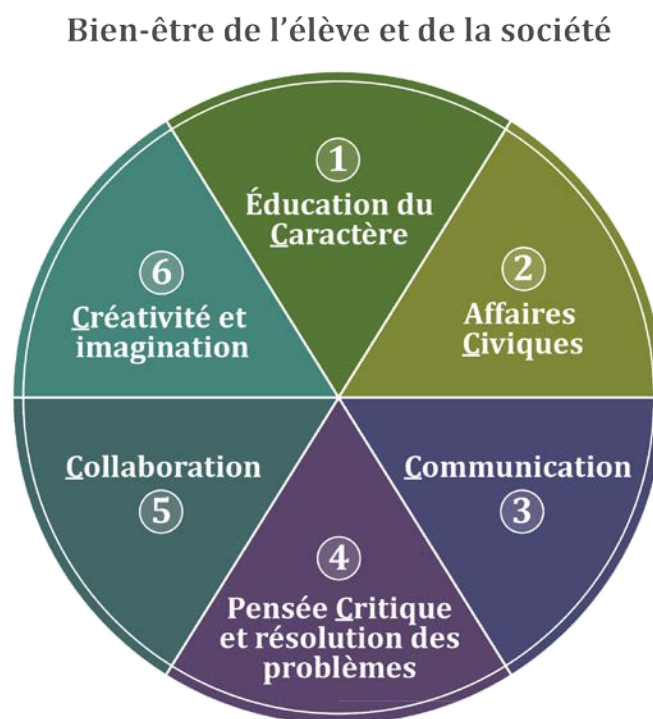 Bien-être de l’élève et de la société
1
Éducation du
Caractère
2
Affaires
Civiques
Communication
3
4
Pensée Critique
et résolution des
problèmes
Collaboration
5
6
Créativité et
imagination